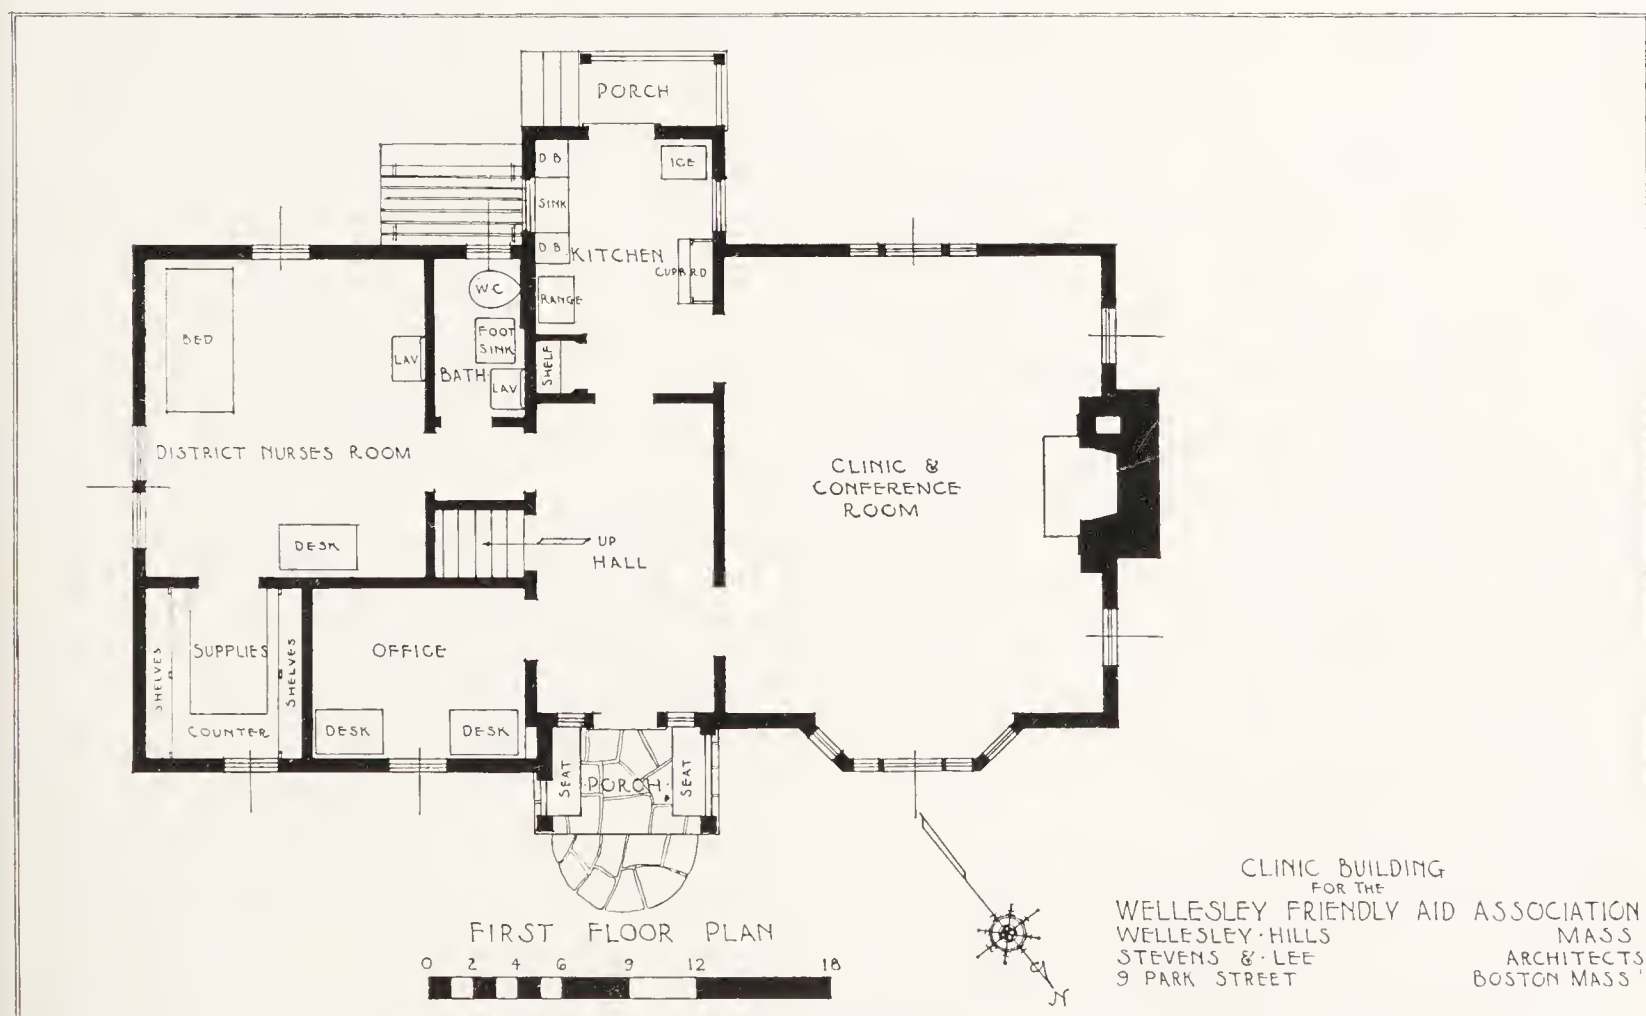 PORCH
D B
ICE
SINK
D B
KITCHEN
CUPB'RD
W·C
RANGE
BED
FOOT
SINK
LAV
SHELF
BATH
LAV
DISTRICT NURSES ROOM
CLINIC &
CONFERENCE
ROOM
DESK
UP
HALL
SUPPLIES
OFFICE
SHELVES
SHELVES
COUNTER
DESK
DESK
SEAT
PORCH
SEAT
FIRST FLOOR PLAN
0 2 4 6 9 12 18
N
CLINIC BUILDING
FOR THE
WELLESLEY FRIENDLY AID ASSOCIATION
WELLESLEY·HILLS MASS
STEVENS & LEE ARCHITECTS
9 PARK STREET BOSTON MASS